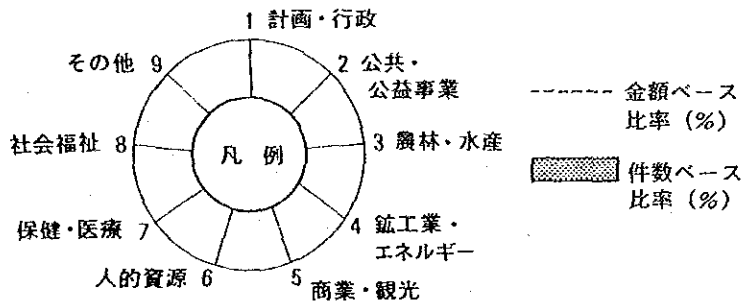 1 計画・行政
2 公共・
公益事業
3 農林・水産
4 鉱工業・
エネルギー
5 商業・観光
人的資源 6
保健・医療 7
社会福祉 8
その他 9
凡例
金額ベース
比率(%)
件数ベース
比率(%)